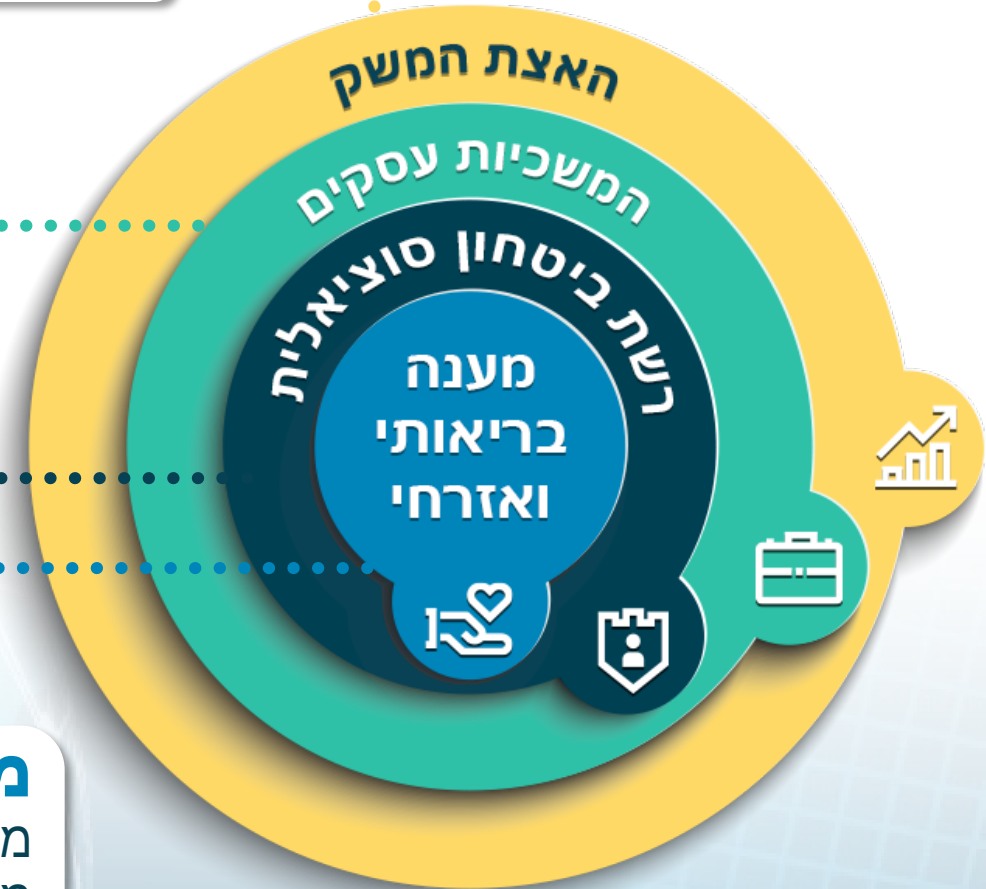 האצת המשק
המשכיות עסקים
רשת ביטחון סוציאלית
מענה
בריאותי
ואזרחי